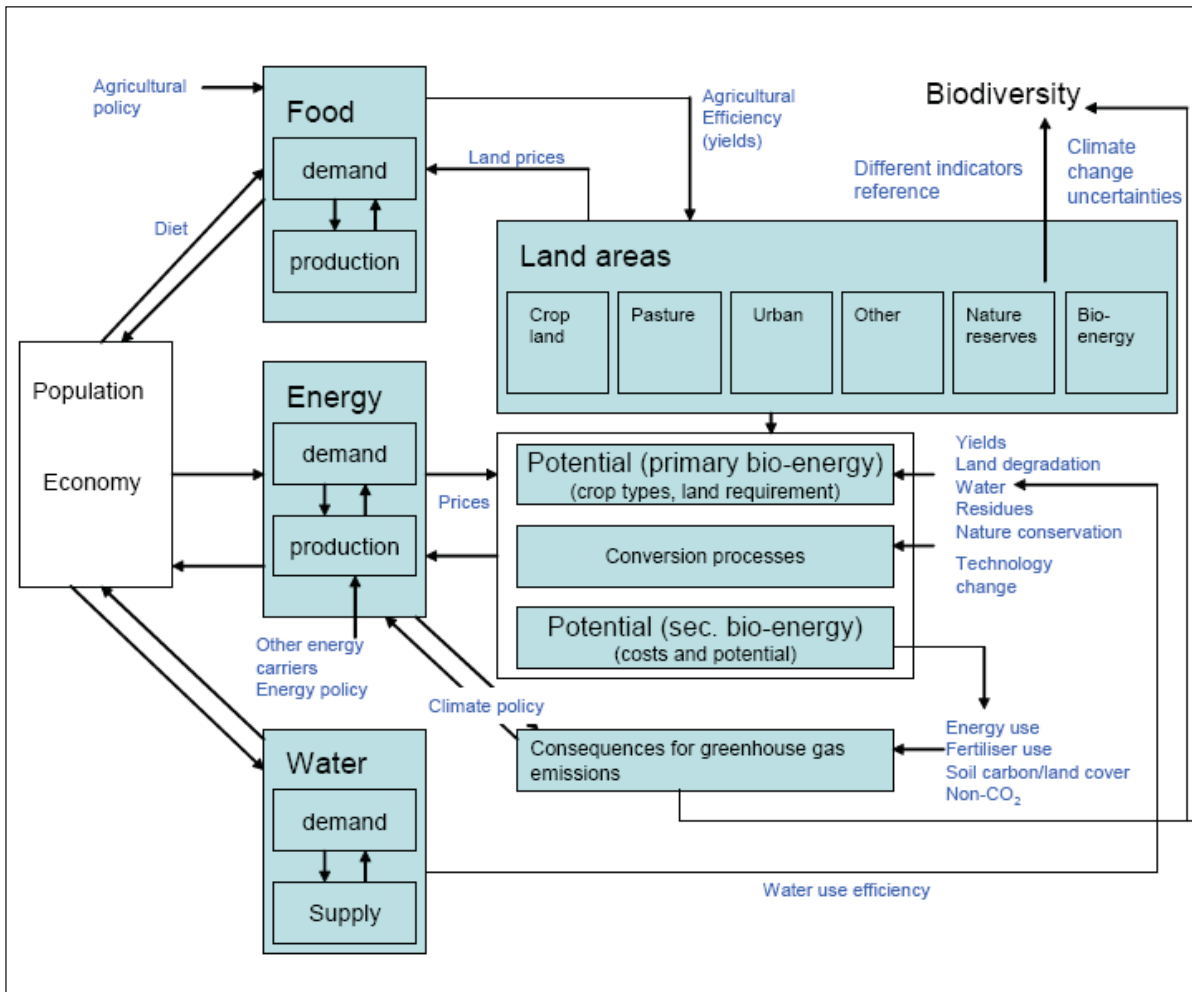 Agricultural
policy
Food
demand
production
Diet
Land prices
Agricultural
Efficiency
(yields)
Biodiversity
Different indicators
reference
Climate
change
uncertainties
Land areas
Crop
land
Pasture
Urban
Other
Nature
reserves
Bio-
energy
Population
Economy
Energy
demand
production
Prices
Other energy
carriers
Energy policy
Potential (primary bio-energy)
(crop types, land requirement)
Conversion processes
Potential (sec. bio-energy)
(costs and potential)
Yields
Land degradation
Water
Residues
Nature conservation
Technology
change
Climate policy
Consequences for greenhouse gas
emissions
Energy use
Fertiliser use
Soil carbon/land cover
Non-CO₂
Water
demand
Supply
Water use efficiency